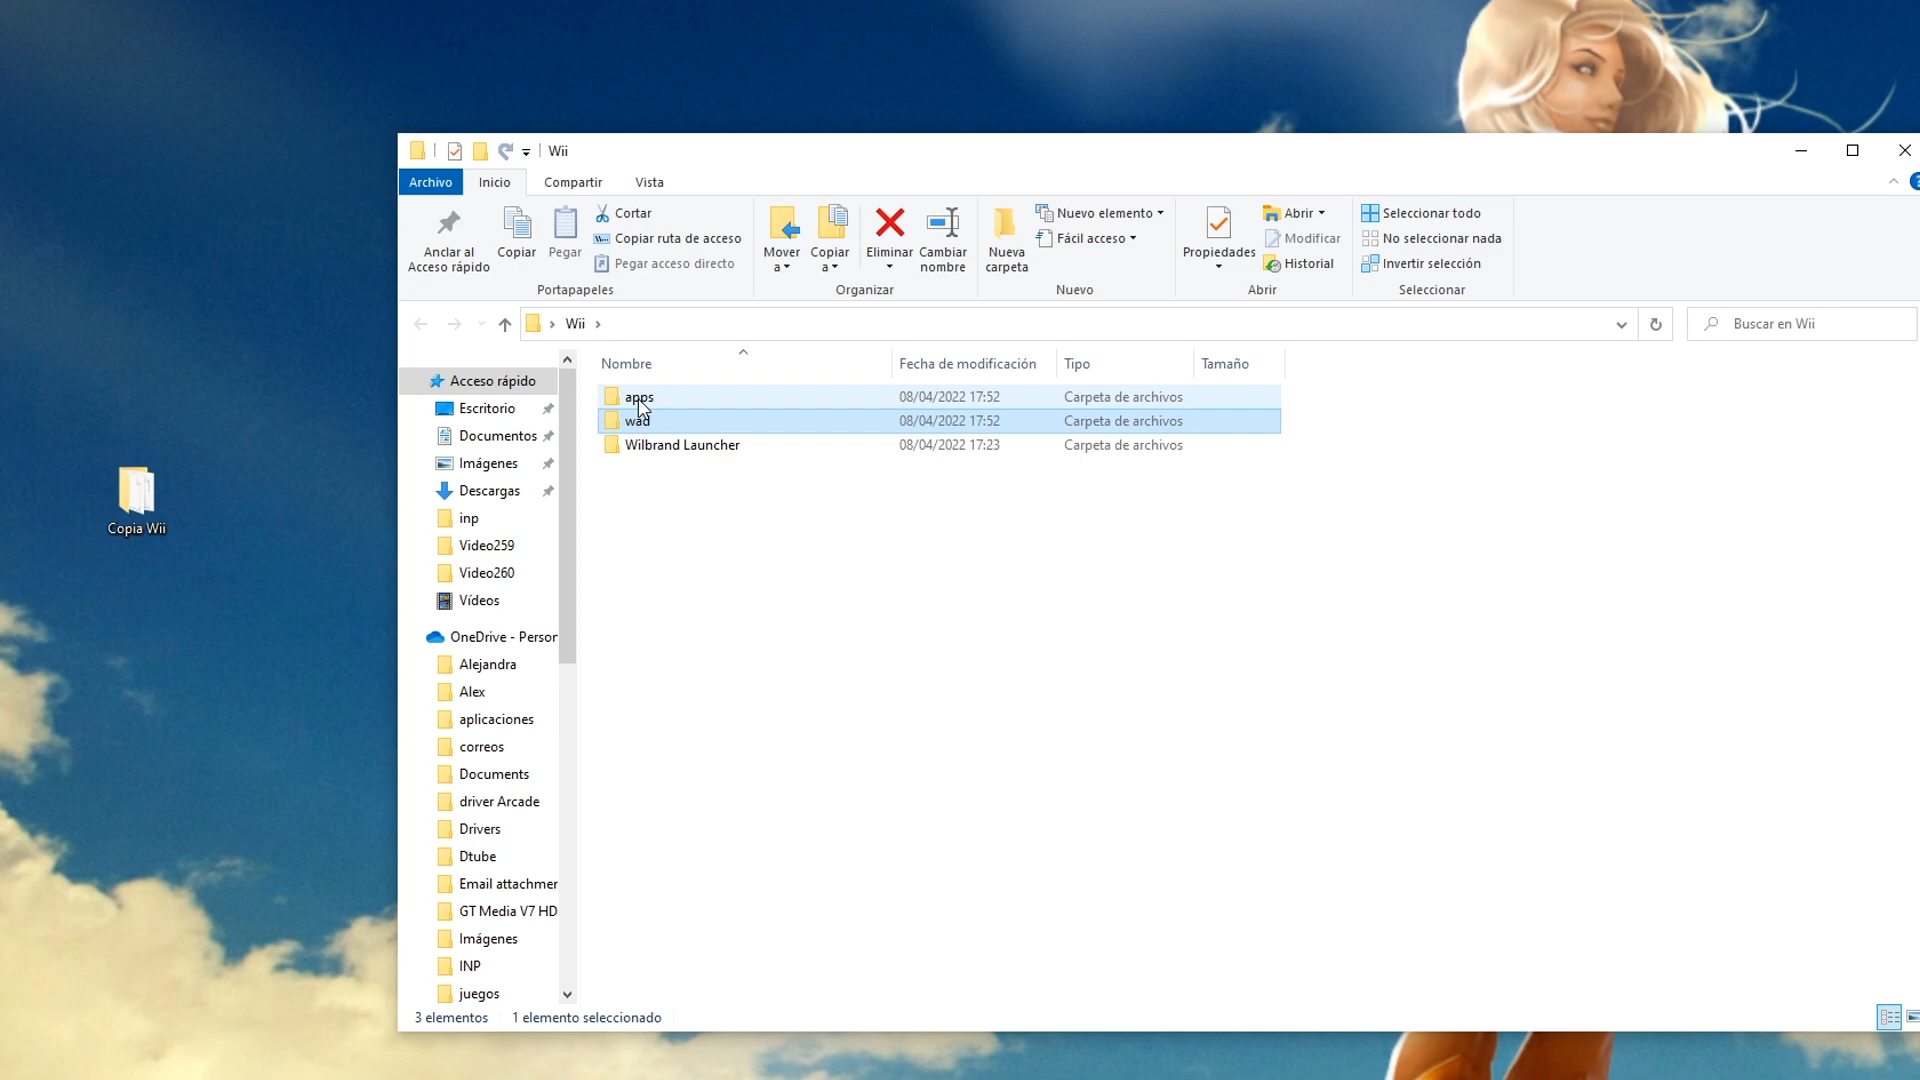 Wii
Archivo Inicio Compartir Vista
Anclar al Acceso rápido
Copiar
Pegar
Cortar
Copiar ruta de acceso
Pegar acceso directo
Portapapeles
Mover a
Copiar a
Eliminar
Cambiar nombre
Organizar
Nueva carpeta
Nuevo elemento
Fácil acceso
Nuevo
Propiedades
Abrir
Modificar
Historial
Abrir
Seleccionar todo
No seleccionar nada
Invertir selección
Seleccionar
Wii
Buscar en Wii
Nombre Fecha de modificación Tipo Tamaño
apps 08/04/2022 17:52 Carpeta de archivos
wad 08/04/2022 17:52 Carpeta de archivos
Wilbrand Launcher 08/04/2022 17:23 Carpeta de archivos
Acceso rápido
Escritorio
Documentos
Imágenes
Descargas
inp
Video259
Video260
Vídeos
OneDrive - Person
Alejandra
Alex
aplicaciones
correos
Documents
driver Arcade
Drivers
Dtube
Email attachmen
GT Media V7 HD
Imágenes
INP
juegos
3 elementos 1 elemento seleccionado
Copia Wii